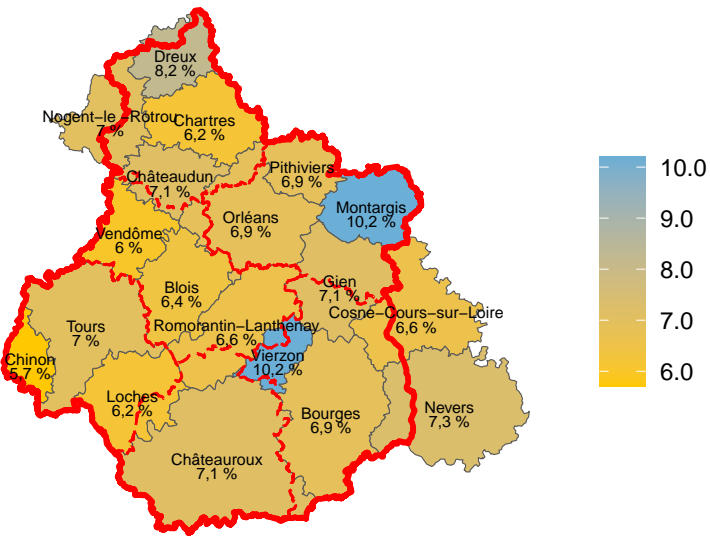 Dreux
8,2 %
Nogent-le-Rotrou
7 %
Chartres
6,2 %
Châteaudun
7,1 %
Pithiviers
6,9 %
Montargis
10,2 %
Orléans
6,9 %
Vendôme
6 %
Blois
6,4 %
Gien
7,1 %
Cosne-Cours-sur-Loire
6,6 %
Romorantin-Lanthenay
6,6 %
Tours
7 %
Vierzon
10,2 %
Chinon
5,7 %
Loches
6,2 %
Bourges
6,9 %
Nevers
7,3 %
Châteauroux
7,1 %
10.0
9.0
8.0
7.0
6.0